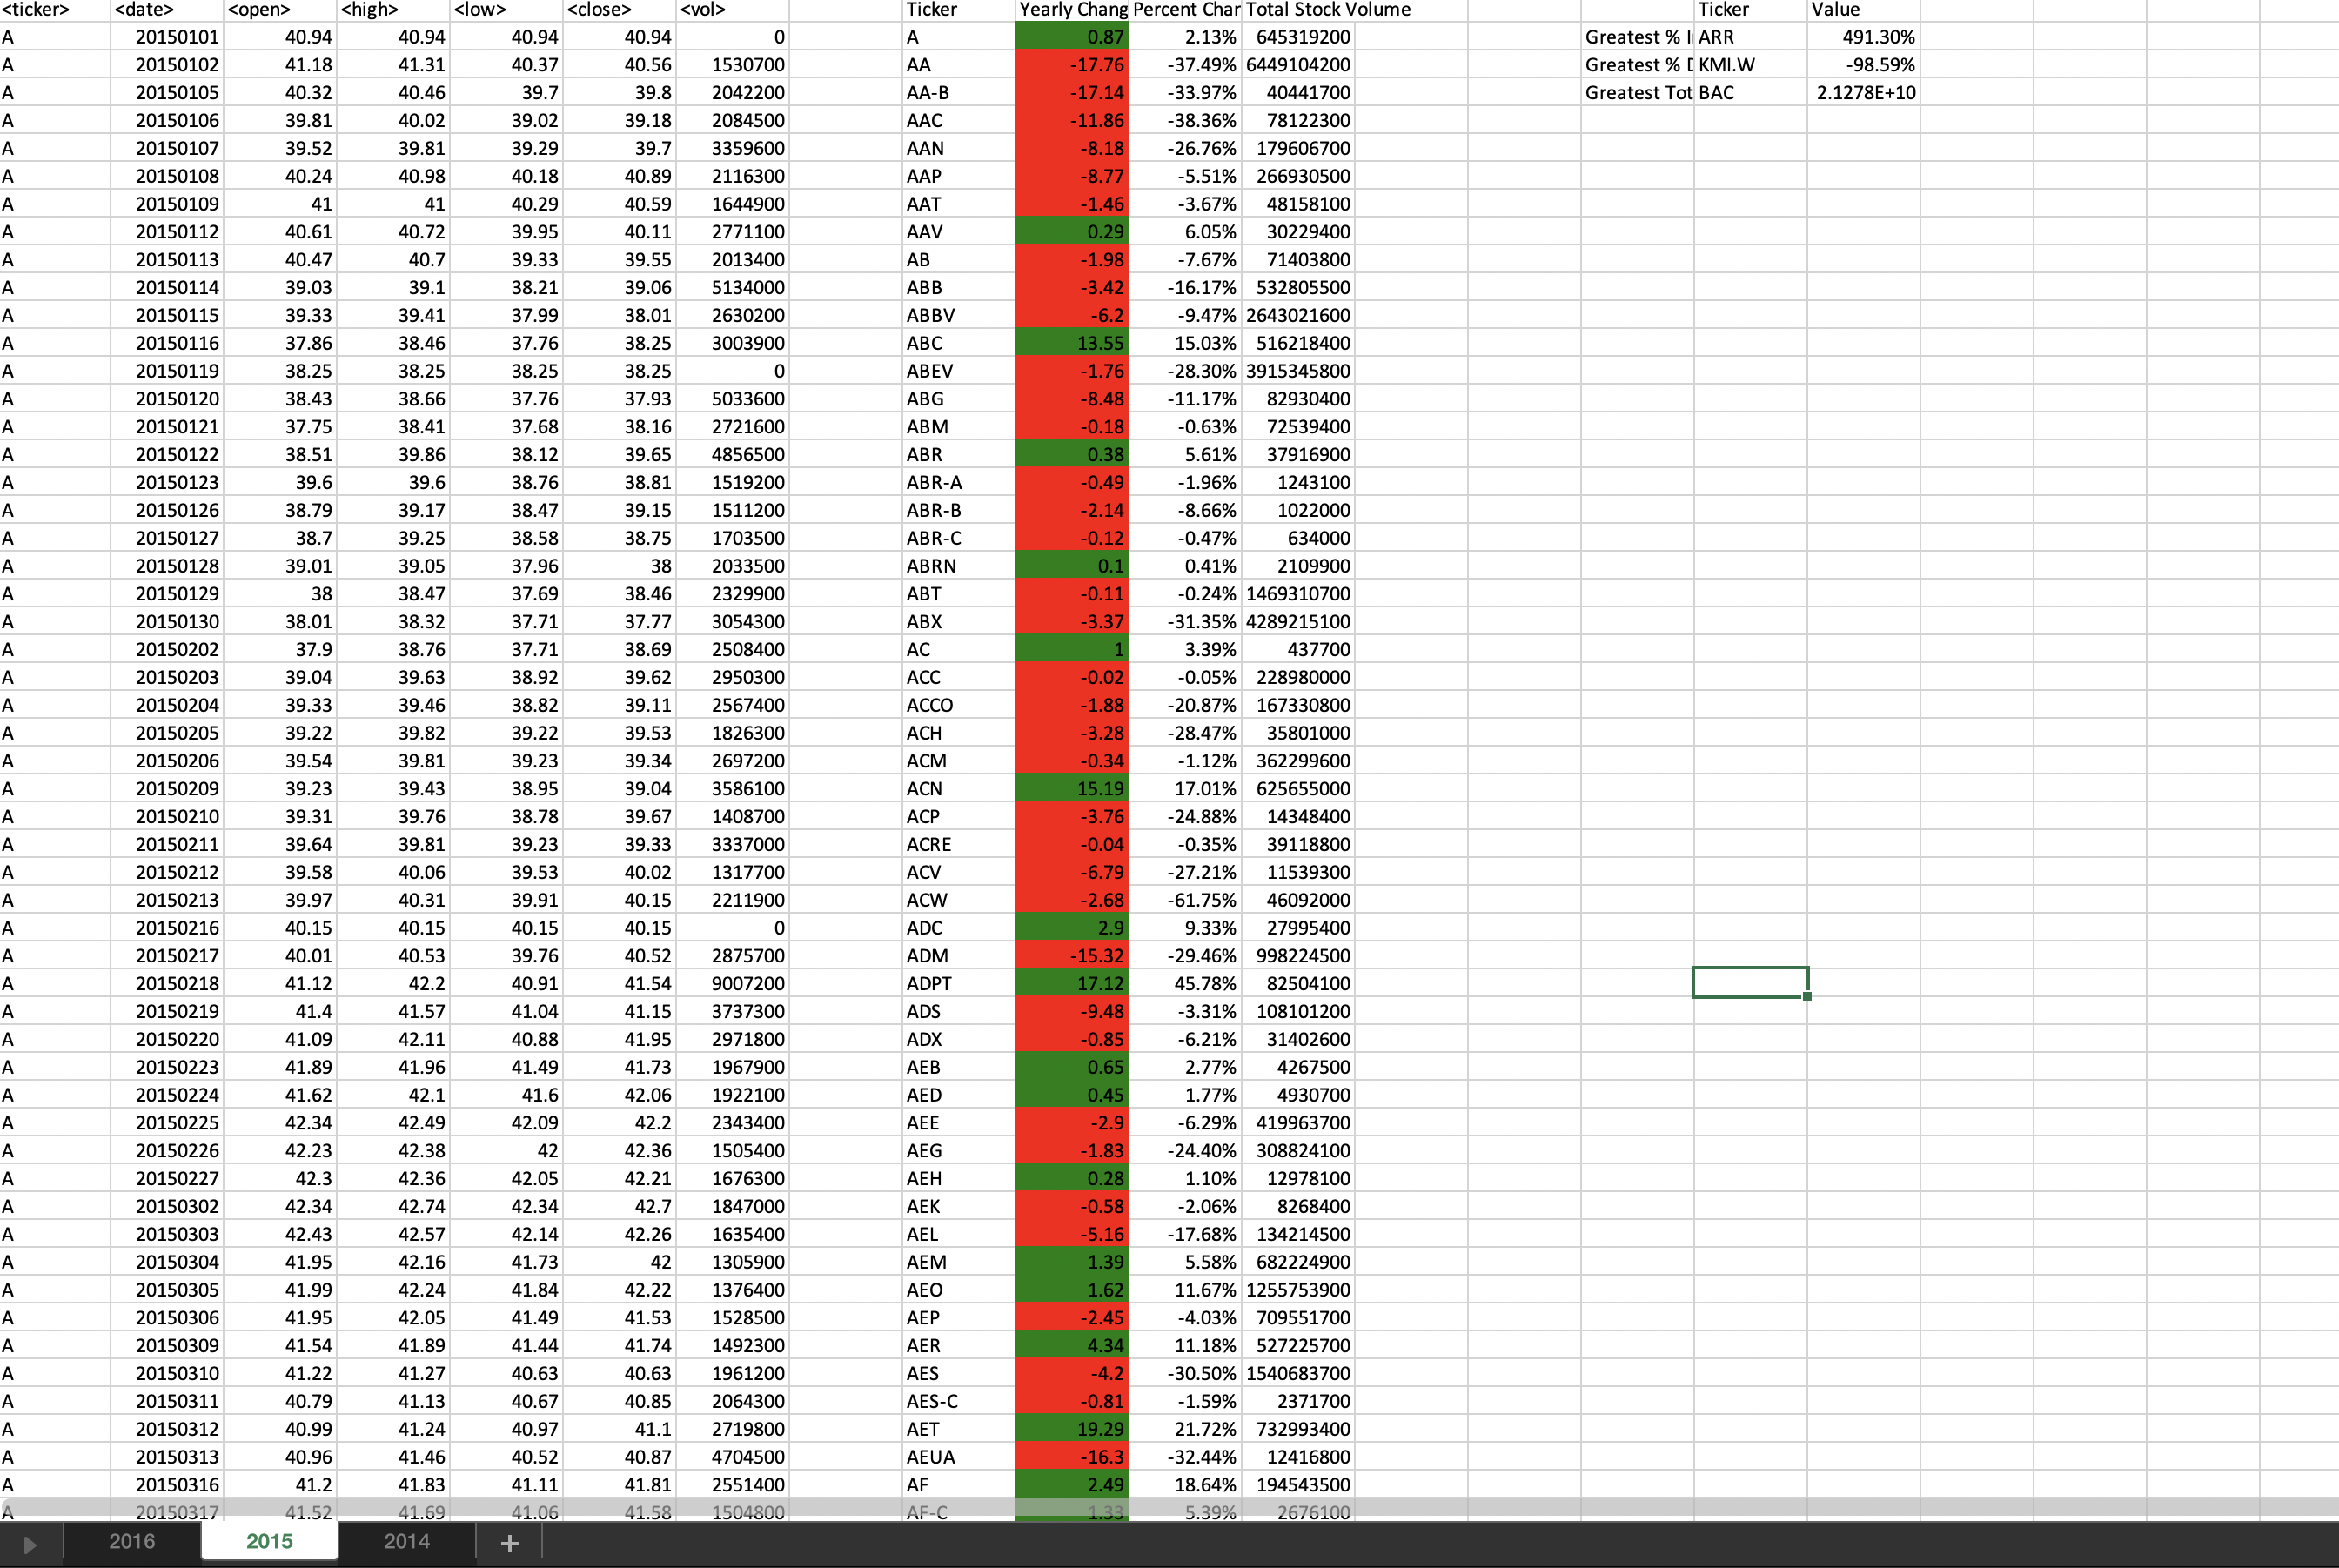 <ticker> <date> <open> <high> <low> <close> <vol> Ticker Yearly Chang Percent Char Total Stock Volume Ticker Value
A 20150101 40.94 40.94 40.94 40.94 0 A 0.87 2.13% 645319200 Greatest % I ARR 491.30%
A 20150102 41.18 41.31 40.37 40.56 1530700 AA -17.76 -37.49% 6449104200 Greatest % D KMI.W -98.59%
A 20150105 40.32 40.46 39.7 39.8 2042200 AA-B -17.14 -33.97% 40441700 Greatest Tot BAC 2.1278E+10
A 20150106 39.81 40.02 39.02 39.18 2084500 AAC -11.86 -38.36% 78122300
A 20150107 39.52 39.81 39.29 39.7 3359600 AAN -8.18 -26.76% 179606700
A 20150108 40.24 40.98 40.18 40.89 2116300 AAP -8.77 -5.51% 266930500
A 20150109 41 41 40.29 40.59 1644900 AAT -1.46 -3.67% 48158100
A 20150112 40.61 40.72 39.95 40.11 2771100 AAV 0.29 6.05% 30229400
A 20150113 40.47 40.7 39.33 39.55 2013400 AB -1.98 -7.67% 71403800
A 20150114 39.03 39.1 38.21 39.06 5134000 ABB -3.42 -16.17% 532805500
A 20150115 39.33 39.41 37.99 38.01 2630200 ABBV -6.2 -9.47% 2643021600
A 20150116 37.86 38.46 37.76 38.25 3003900 ABC 13.55 15.03% 516218400
A 20150119 38.25 38.25 38.25 38.25 0 ABEV -1.76 -28.30% 3915345800
A 20150120 38.43 38.66 37.76 37.93 5033600 ABG -8.48 -11.17% 82930400
A 20150121 37.75 38.41 37.68 38.16 2721600 ABM -0.18 -0.63% 72539400
A 20150122 38.51 39.86 38.12 39.65 4856500 ABR 0.38 5.61% 37916900
A 20150123 39.6 39.6 38.76 38.81 1519200 ABR-A -0.49 -1.96% 1243100
A 20150126 38.79 39.17 38.47 39.15 1511200 ABR-B -2.14 -8.66% 1022000
A 20150127 38.7 39.25 38.58 38.75 1703500 ABR-C -0.12 -0.47% 634000
A 20150128 39.01 39.05 37.96 38 2033500 ABRN 0.1 0.41% 2109900
A 20150129 38 38.47 37.69 38.46 2329900 ABT -0.11 -0.24% 1469310700
A 20150130 38.01 38.32 37.71 37.77 3054300 ABX -3.37 -31.35% 4289215100
A 20150202 37.9 38.76 37.71 38.69 2508400 AC 1 3.39% 437700
A 20150203 39.04 39.63 38.92 39.62 2950300 ACC -0.02 -0.05% 228980000
A 20150204 39.33 39.46 38.82 39.11 2567400 ACCO -1.88 -20.87% 167330800
A 20150205 39.22 39.82 39.22 39.53 1826300 ACH -3.28 -28.47% 35801000
A 20150206 39.54 39.81 39.23 39.34 2697200 ACM -0.34 -1.12% 362299600
A 20150209 39.23 39.43 38.95 39.04 3586100 ACN 15.19 17.01% 625655000
A 20150210 39.31 39.76 38.78 39.67 1408700 ACP -3.76 -24.88% 14348400
A 20150211 39.64 39.81 39.23 39.33 3337000 ACRE -0.04 -0.35% 39118800
A 20150212 39.58 40.06 39.53 40.02 1317700 ACV -6.79 -27.21% 11539300
A 20150213 39.97 40.31 39.91 40.15 2211900 ACW -2.68 -61.75% 46092000
A 20150216 40.15 40.15 40.15 40.15 0 ADC 2.9 9.33% 27995400
A 20150217 40.01 40.53 39.76 40.52 2875700 ADM -15.32 -29.46% 998224500
A 20150218 41.12 42.2 40.91 41.54 9007200 ADPT 17.12 45.78% 82504100
A 20150219 41.4 41.57 41.04 41.15 3737300 ADS -9.48 -3.31% 108101200
A 20150220 41.09 42.11 40.88 41.95 2971800 ADX -0.85 -6.21% 31402600
A 20150223 41.89 41.96 41.49 41.73 1967900 AEB 0.65 2.77% 4267500
A 20150224 41.62 42.1 41.6 42.06 1922100 AED 0.45 1.77% 4930700
A 20150225 42.34 42.49 42.09 42.2 2343400 AEE -2.9 -6.29% 419963700
A 20150226 42.23 42.38 42 42.36 1505400 AEG -1.83 -24.40% 308824100
A 20150227 42.3 42.36 42.05 42.21 1676300 AEH 0.28 1.10% 12978100
A 20150302 42.34 42.74 42.34 42.7 1847000 AEK -0.58 -2.06% 8268400
A 20150303 42.43 42.57 42.14 42.26 1635400 AEL -5.16 -17.68% 134214500
A 20150304 41.95 42.16 41.73 42 1305900 AEM 1.39 5.58% 682224900
A 20150305 41.99 42.24 41.84 42.22 1376400 AEO 1.62 11.67% 1255753900
A 20150306 41.95 42.05 41.49 41.53 1528500 AEP -2.45 -4.03% 709551700
A 20150309 41.54 41.89 41.44 41.74 1492300 AER 4.34 11.18% 527225700
A 20150310 41.22 41.27 40.63 40.63 1961200 AES -4.2 -30.50% 1540683700
A 20150311 40.79 41.13 40.67 40.85 2064300 AES-C -0.81 -1.59% 2371700
A 20150312 40.99 41.24 40.97 41.1 2719800 AET 19.29 21.72% 732993400
A 20150313 40.96 41.46 40.52 40.87 4704500 AEUA -16.3 -32.44% 12416800
A 20150316 41.2 41.83 41.11 41.81 2551400 AF 2.49 18.64% 194543500
A 20150317 41.52 41.69 41.06 41.58 1504800 AF-C 1.33 5.39% 2676100
2016 2015 2014 +